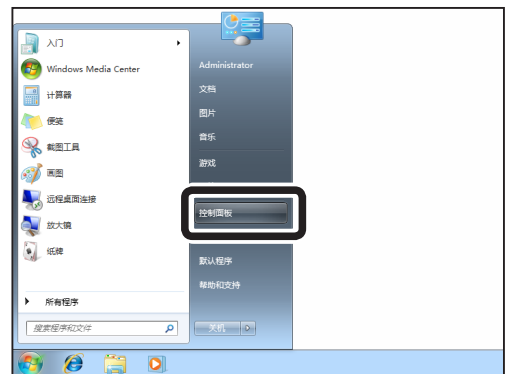 入门
Windows Media Center
计算器
便笺
截图工具
画图
远程桌面连接
放大镜
纸牌
所有程序
搜索程序和文件
Administrator
文档
图片
音乐
游戏
控制面板
默认程序
帮助和支持
关机